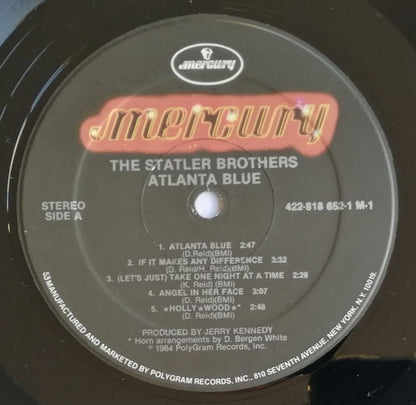 mercury
mercury
THE STATLER BROTHERS
ATLANTA BLUE
STEREO
SIDE A
422-818 652-1 M-1
1. ATLANTA BLUE 2:47
(D.Reid)(BMI)
2. IF IT MAKES ANY DIFFERENCE 3:32
(D. Reid/H. Reid)(BMI)
3. (LET'S JUST) TAKE ONE NIGHT AT A TIME 2:28
(K. Reid) (BMI)
4. ANGEL IN HER FACE 3:07
(D. Reid)(BMI)
5. ★HOLLY★WOOD★* 2:48
(D. Reid)(BMI)
PRODUCED BY JERRY KENNEDY
* Horn arrangements by D. Bergen White
℗ 1984 PolyGram Records, Inc.
53 MANUFACTURED AND MARKETED BY POLYGRAM RECORDS, INC., 810 SEVENTH AVENUE, NEW YORK, N.Y. 10019.